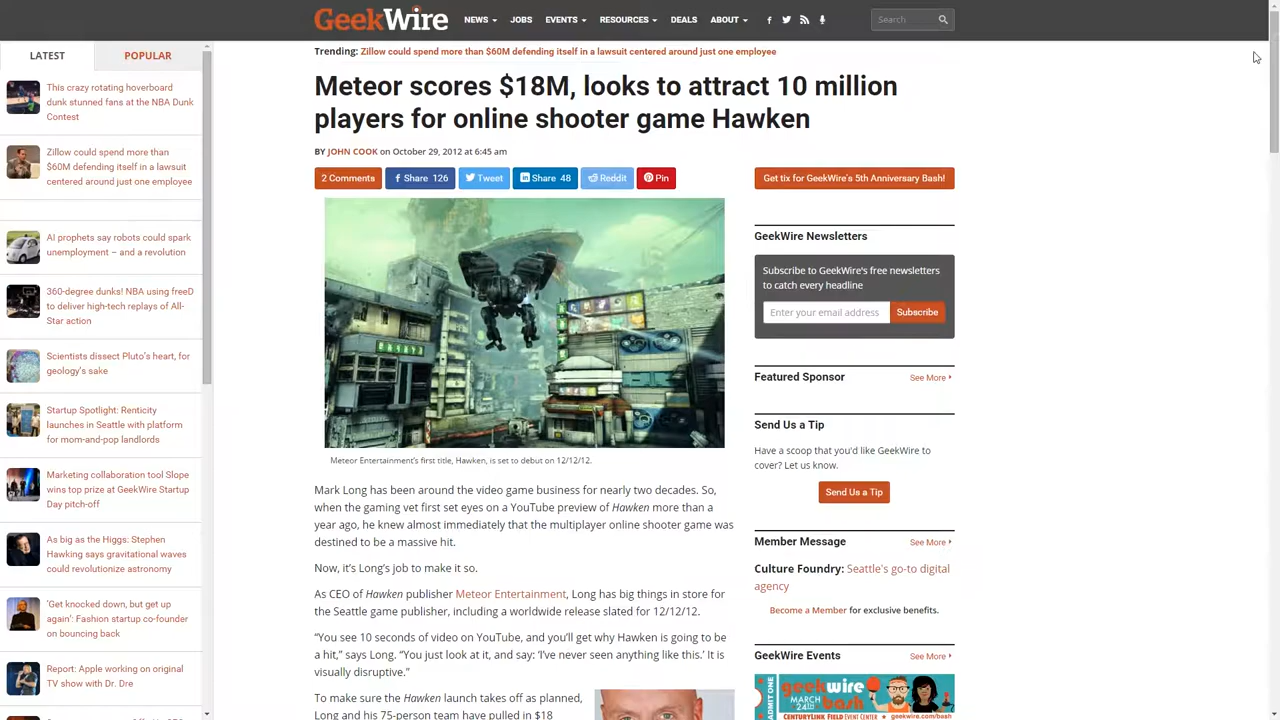 GeekWire
NEWS
JOBS
EVENTS
RESOURCES
DEALS
ABOUT
Search
LATEST
POPULAR
This crazy rotating hoverboard
dunk stunned fans at the NBA Dunk
Contest
Zillow could spend more than
$60M defending itself in a lawsuit
centered around just one employee
AI prophets say robots could spark
unemployment – and a revolution
360-degree dunks! NBA using freeD
to deliver high-tech replays of All-
Star action
Scientists dissect Pluto's heart, for
geology's sake
Startup Spotlight: Renticity
launches in Seattle with platform
for mom-and-pop landlords
Marketing collaboration tool Slope
wins top prize at GeekWire Startup
Day pitch-off
As big as the Higgs: Stephen
Hawking says gravitational waves
could revolutionize astronomy
'Get knocked down, but get up
again': Fashion startup co-founder
on bouncing back
Report: Apple working on original
TV show with Dr. Dre
Trending: Zillow could spend more than $60M defending itself in a lawsuit centered around just one employee
Meteor scores $18M, looks to attract 10 million
players for online shooter game Hawken
BY JOHN COOK on October 29, 2012 at 6:45 am
2 Comments
Share 126
Tweet
Share 48
Reddit
Pin
Meteor Entertainment's first title, Hawken, is set to debut on 12/12/12.
Mark Long has been around the video game business for nearly two decades. So,
when the gaming vet first set eyes on a YouTube preview of Hawken more than a
year ago, he knew almost immediately that the multiplayer online shooter game was
destined to be a massive hit.
Now, it's Long's job to make it so.
As CEO of Hawken publisher Meteor Entertainment, Long has big things in store for
the Seattle game publisher, including a worldwide release slated for 12/12/12.
“You see 10 seconds of video on YouTube, and you'll get why Hawken is going to be
a hit,” says Long. “You just look at it, and say: 'I've never seen anything like this.' It is
visually disruptive.”
To make sure the Hawken launch takes off as planned,
Long and his 75-person team have pulled in $18
Get tix for GeekWire's 5th Anniversary Bash!
GeekWire Newsletters
Subscribe to GeekWire's free newsletters
to catch every headline
Enter your email address
Subscribe
Featured Sponsor
See More
Send Us a Tip
Have a scoop that you'd like GeekWire to
cover? Let us know.
Send Us a Tip
Member Message
See More
Culture Foundry: Seattle's go-to digital
agency
Become a Member for exclusive benefits.
GeekWire Events
See More
ADMIT ONE
geekwire
MARCH
24th
bash
CENTURYLINK FIELD EVENT CENTER
geekwire.com/bash